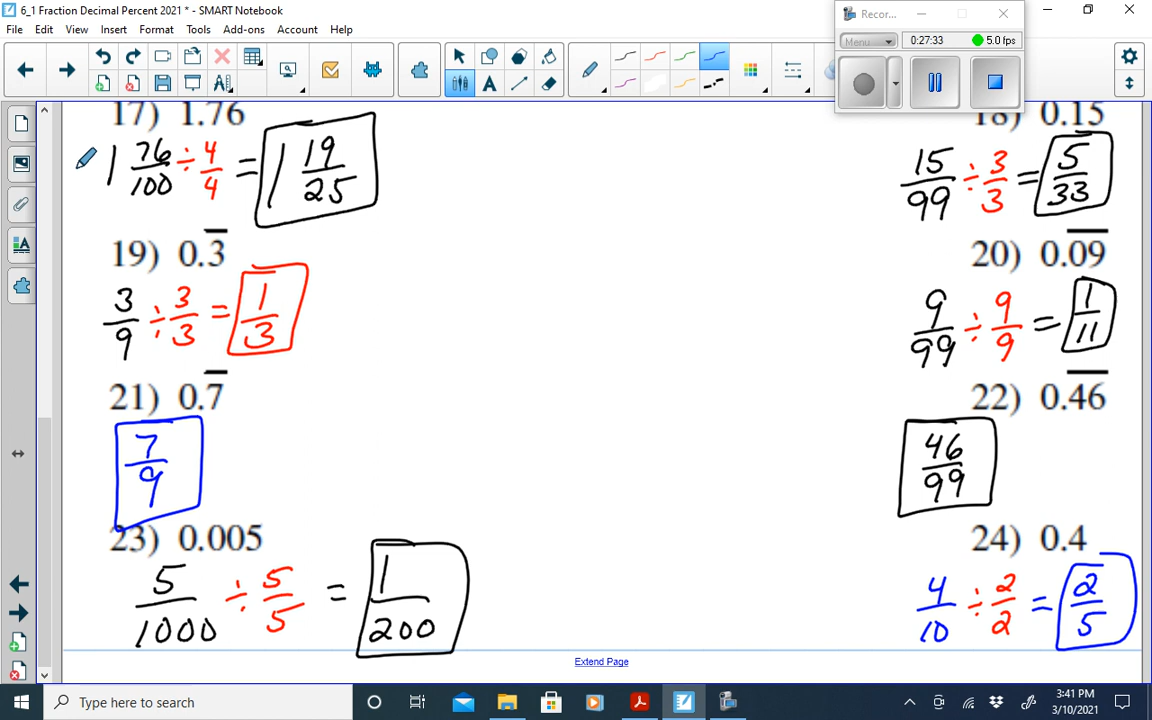 6_1 Fraction Decimal Percent 2021 * - SMART Notebook
Recor...
File Edit View Insert Format Tools Add-ons Account Help
Menu 0:27:33 5.0 fps
17) 1.76
1 76/100 ÷ 4/4 = 1 19/25
18) 0.15
15/99 ÷ 3/3 = 5/33
19) 0.3̅
3/9 ÷ 3/3 = 1/3
20) 0.0̅9̅
9/99 ÷ 9/9 = 1/11
21) 0.7̅
7/9
22) 0.4̅6̅
46/99
23) 0.005
5/1000 ÷ 5/5 = 1/200
24) 0.4
4/10 ÷ 2/2 = 2/5
Extend Page
Type here to search
3:41 PM
3/10/2021